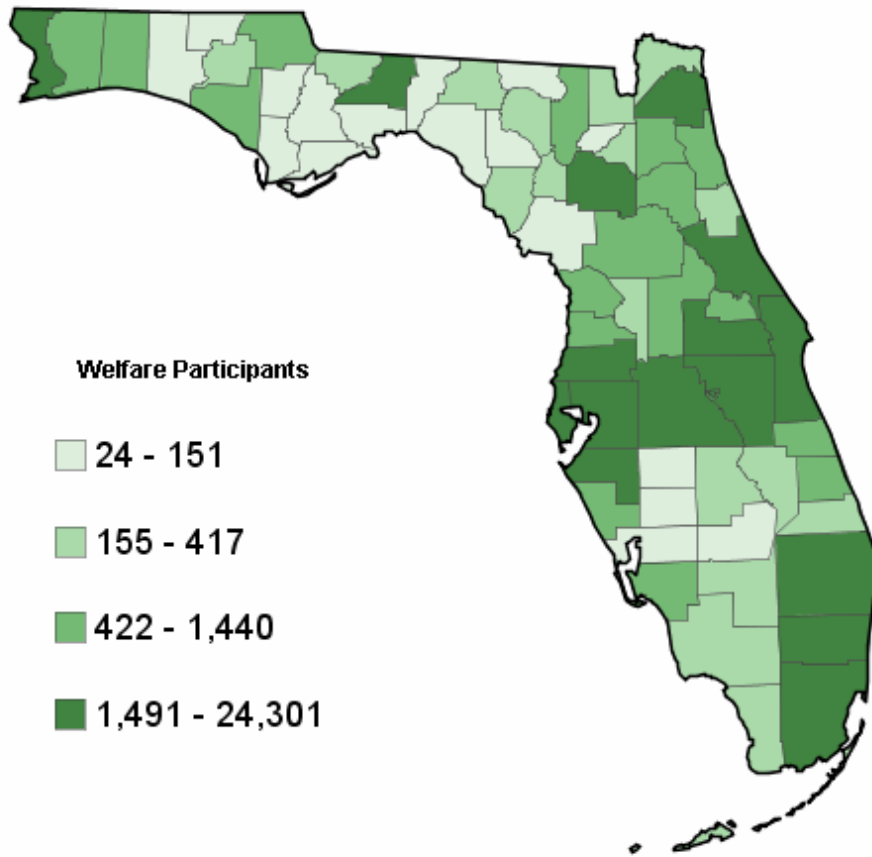 Welfare Participants
24 - 151
155 - 417
422 - 1,440
1,491 - 24,301